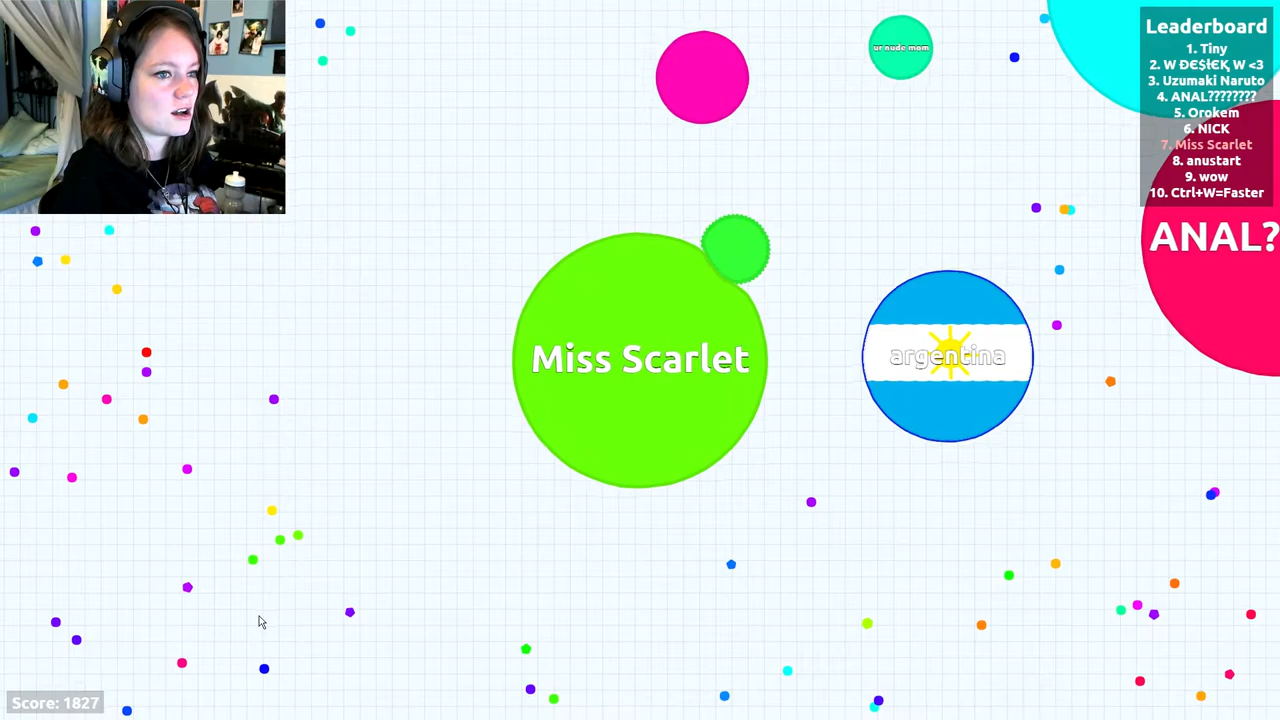 ur nude mom
Miss Scarlet
argentina
ANAL?
Leaderboard
1. Tiny
2. W Đ€$ł€Ⱪ W <3
3. Uzumaki Naruto
4. ANAL????????
5. Orokem
6. NICK
7. Miss Scarlet
8. anustart
9. wow
10. Ctrl+W=Faster
Score: 1827